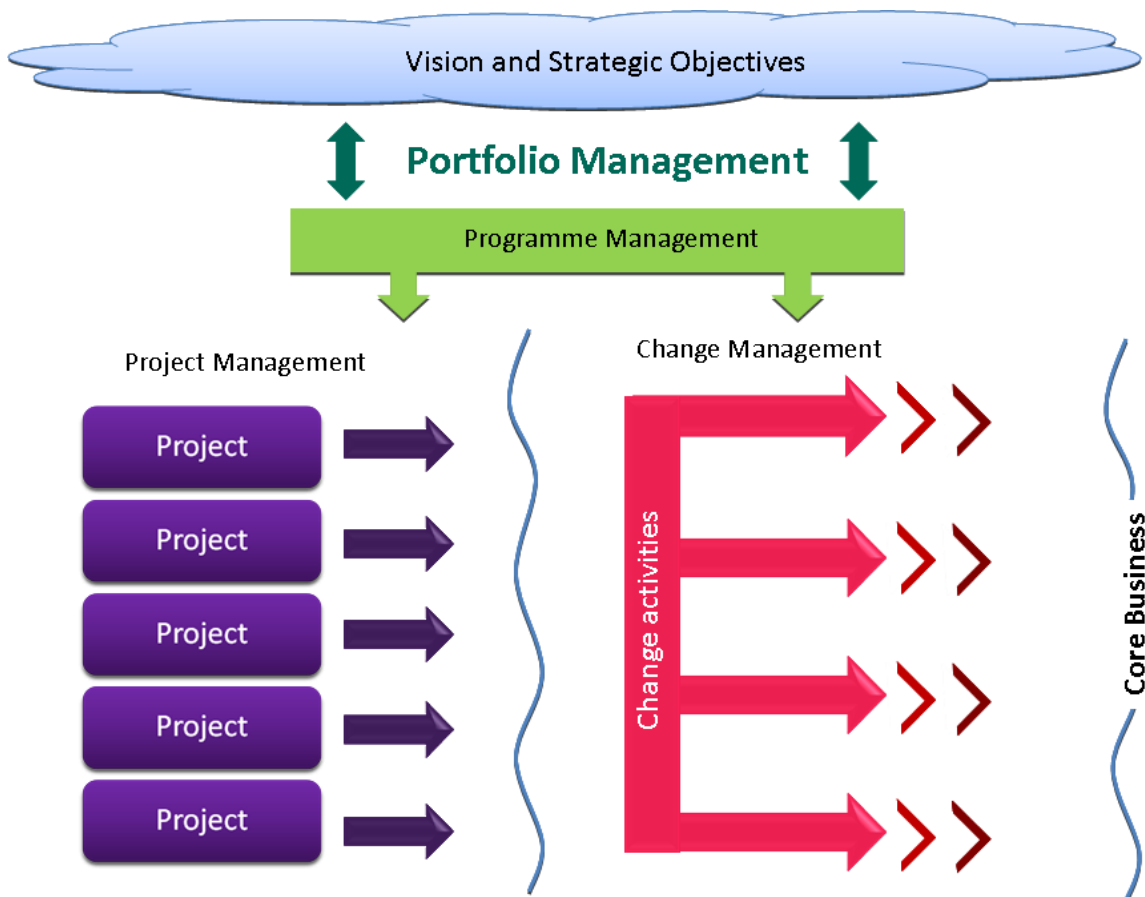 Vision and Strategic Objectives
Portfolio Management
Programme Management
Project Management
Change Management
Project
Project
Project
Project
Project
Change activities
Core Business